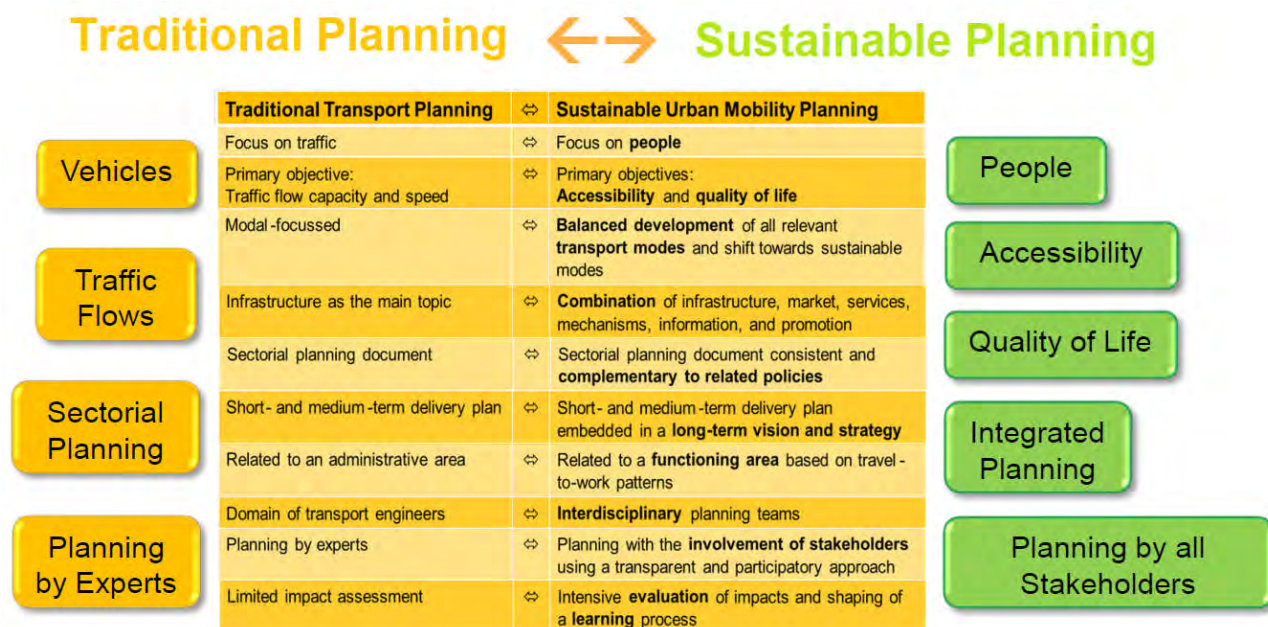 Traditional Planning ←→ Sustainable Planning
Traditional Transport Planning ⇔ Sustainable Urban Mobility Planning
Focus on traffic ⇔ Focus on people
Primary objective: ⇔ Primary objectives:
Traffic flow capacity and speed Accessibility and quality of life
Modal-focussed ⇔ Balanced development of all relevant
transport modes and shift towards sustainable
modes
Infrastructure as the main topic ⇔ Combination of infrastructure, market, services,
mechanisms, information, and promotion
Sectorial planning document ⇔ Sectorial planning document consistent and
complementary to related policies
Short- and medium-term delivery plan ⇔ Short- and medium-term delivery plan
embedded in a long-term vision and strategy
Related to an administrative area ⇔ Related to a functioning area based on travel-
to-work patterns
Domain of transport engineers ⇔ Interdisciplinary planning teams
Planning by experts ⇔ Planning with the involvement of stakeholders
using a transparent and participatory approach
Limited impact assessment ⇔ Intensive evaluation of impacts and shaping of
a learning process
Vehicles
Traffic
Flows
Sectorial
Planning
Planning
by Experts
People
Accessibility
Quality of Life
Integrated
Planning
Planning by all
Stakeholders